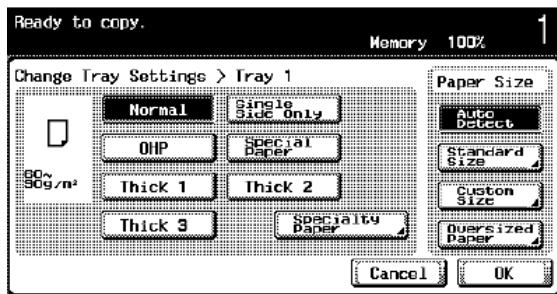 Ready to copy.
1
Memory 100%
Change Tray Settings > Tray 1
Paper Size
Normal
Single
Side Only
Auto
Detect
OHP
Special
Paper
Standard
Size
60~
90g/m²
Thick 1
Thick 2
Custom
Size
Thick 3
Specialty
Paper
Oversized
Paper
Cancel
OK